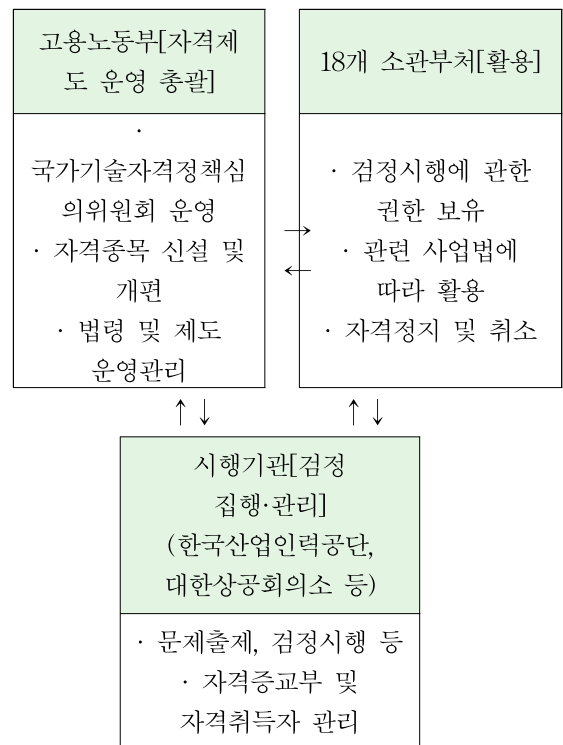 고용노동부[자격제
도 운영 총괄]
·
국가기술자격정책심
의위원회 운영
· 자격종목 신설 및
개편
· 법령 및 제도
운영관리
→
←
18개 소관부처[활용]
· 검정시행에 관한
권한 보유
· 관련 사업법에
따라 활용
· 자격정지 및 취소
↑↓
↑↓
시행기관[검정
집행·관리]
(한국산업인력공단,
대한상공회의소 등)
· 문제출제, 검정시행 등
· 자격증교부 및
자격취득자 관리